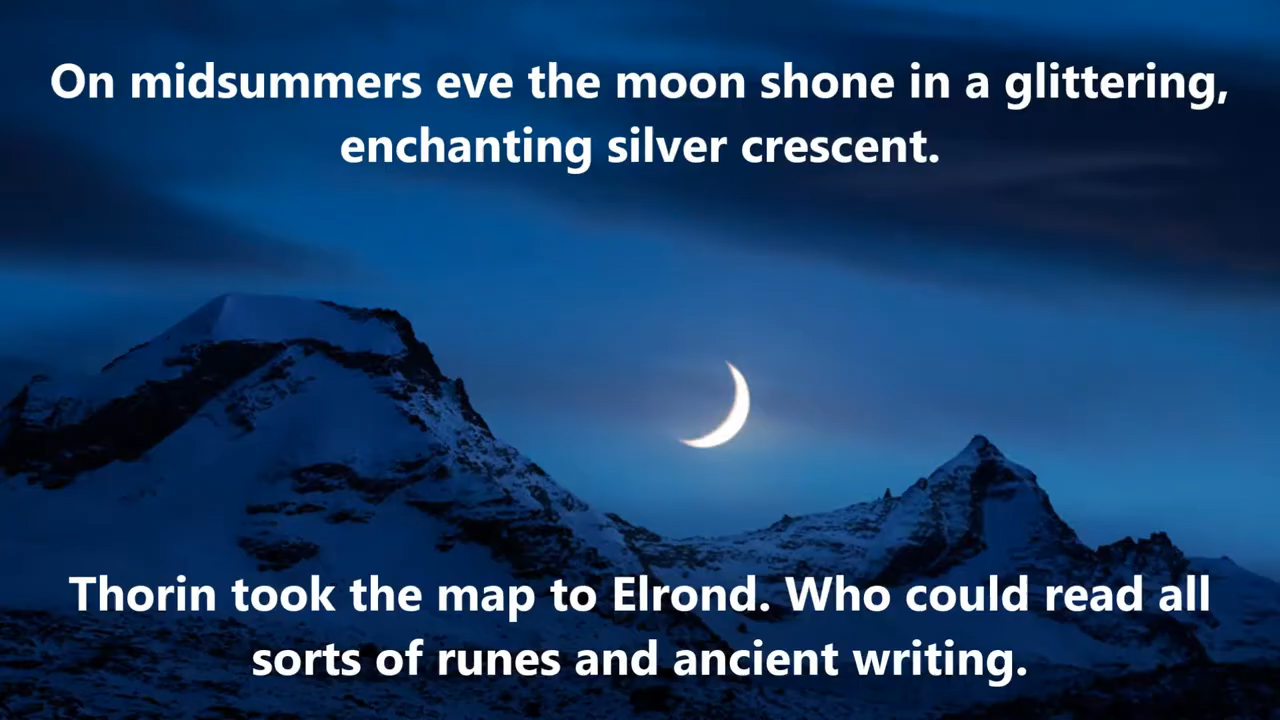 On midsummers eve the moon shone in a glittering,
enchanting silver crescent.
Thorin took the map to Elrond. Who could read all
sorts of runes and ancient writing.